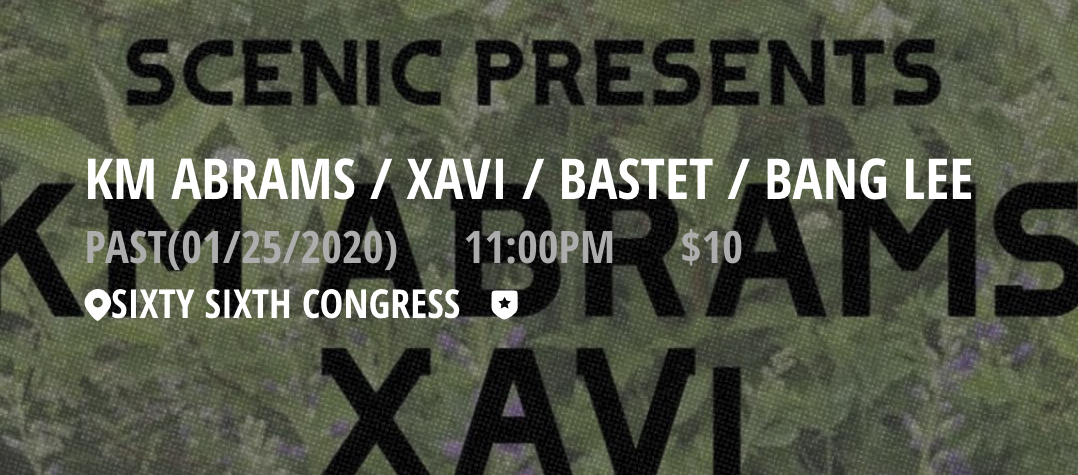 SCENIC PRESENTS
KM ABRAMS / XAVI / BASTET / BANG LEE
KM ABRAMS
PAST(01/25/2020) 11:00PM $10
SIXTY SIXTH CONGRESS
XAVI